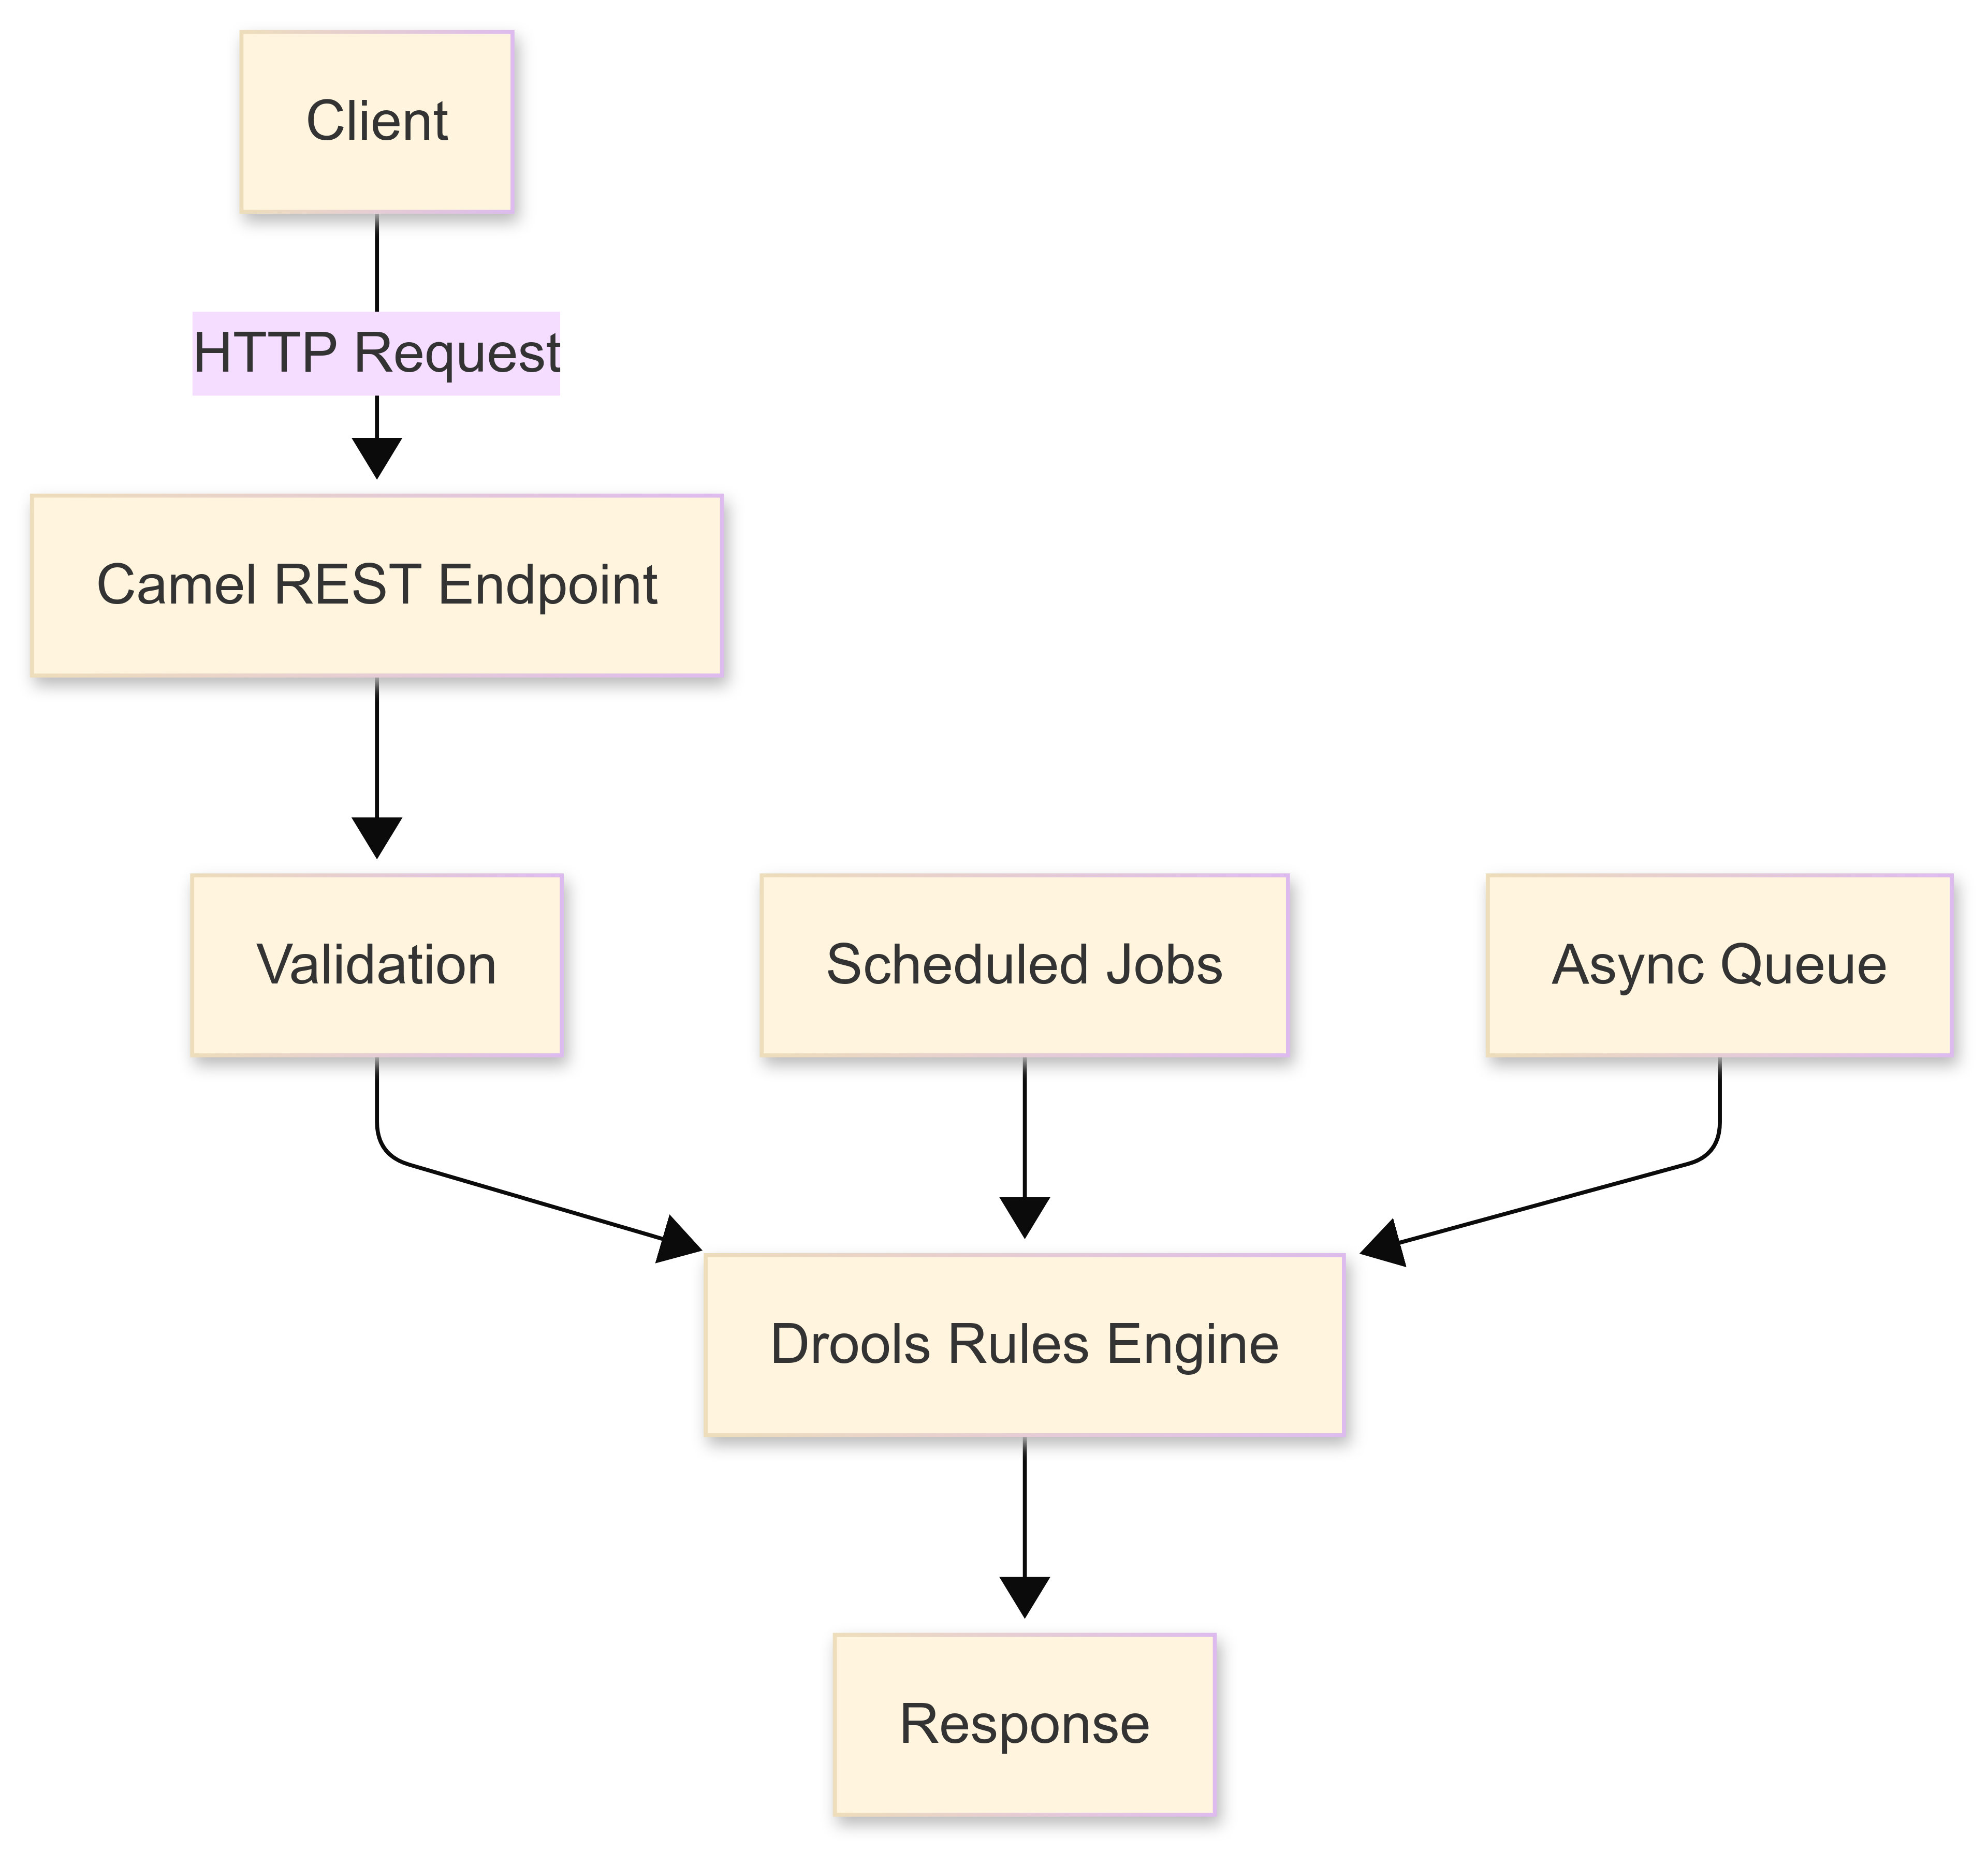 Client
HTTP Request
Camel REST Endpoint
Validation
Scheduled Jobs
Async Queue
Drools Rules Engine
Response